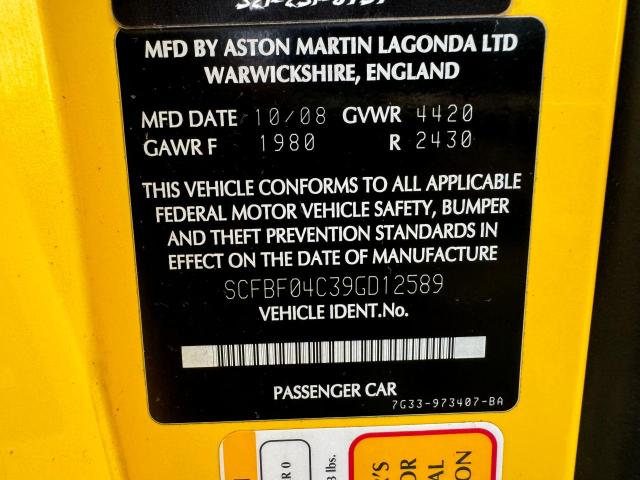 MFD BY ASTON MARTIN LAGONDA LTD
WARWICKSHIRE, ENGLAND
MFD DATE 10/08 GVWR 4420
GAWR F 1980 R 2430
THIS VEHICLE CONFORMS TO ALL APPLICABLE
FEDERAL MOTOR VEHICLE SAFETY, BUMPER
AND THEFT PREVENTION STANDARDS IN
EFFECT ON THE DATE OF MANUFACTURE
SCFBF04C39GD12589
VEHICLE IDENT.No.
PASSENGER CAR
7G33-973407-BA
R 0
lbs.